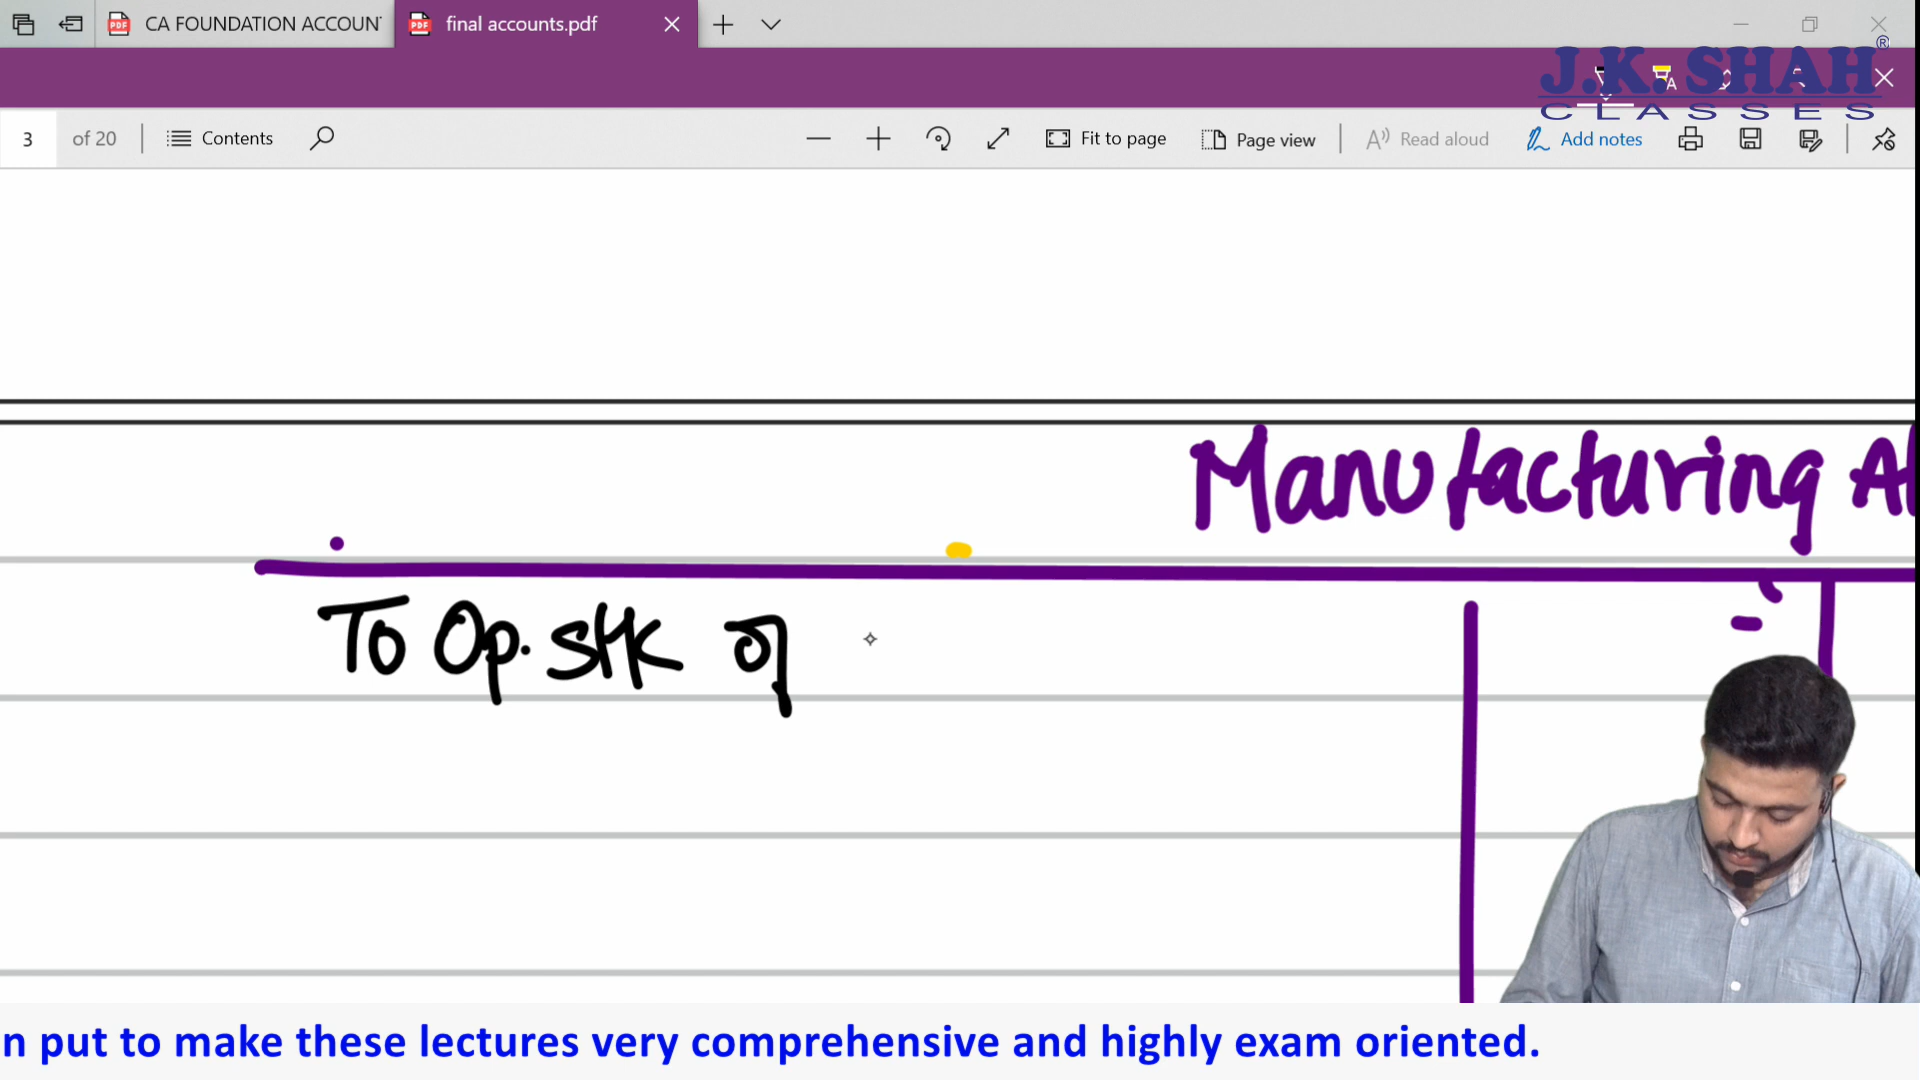 CA FOUNDATION ACCOUN
final accounts.pdf
J.K. SHAH®
CLASSES
3 of 20
Contents
Fit to page
Page view
Read aloud
Add notes
Manufacturing A
To Op. stk of
n put to make these lectures very comprehensive and highly exam oriented.